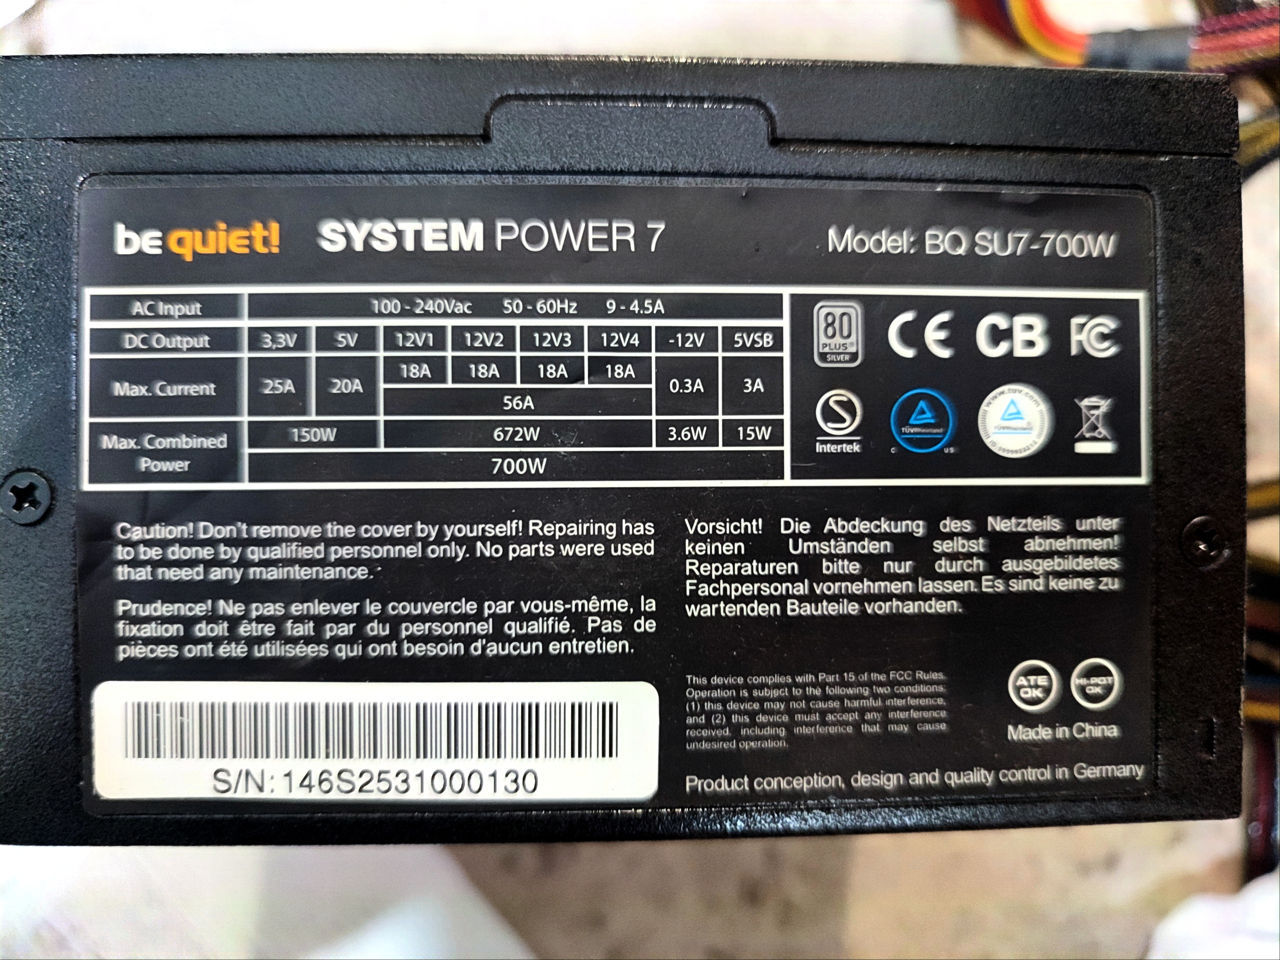 be quiet! SYSTEM POWER 7 Model: BQ SU7-700W
AC Input 100 - 240Vac 50 - 60Hz 9 - 4.5A
DC Output 3,3V 5V 12V1 12V2 12V3 12V4 -12V 5VSB
Max. Current 25A 20A 18A 18A 18A 18A 0.3A 3A
56A
Max. Combined Power 150W 672W 3.6W 15W
700W
80
PLUS
SILVER
CE CB FC
S
Intertek
TÜVRheinland
C US
www.tuv.com
TÜVRheinland
Caution! Don't remove the cover by yourself! Repairing has
to be done by qualified personnel only. No parts were used
that need any maintenance.
Prudence! Ne pas enlever le couvercle par vous-même, la
fixation doit être fait par du personnel qualifié. Pas de
pièces ont été utilisées qui ont besoin d'aucun entretien.
Vorsicht! Die Abdeckung des Netzteils unter
keinen Umständen selbst abnehmen!
Reparaturen bitte nur durch ausgebildetes
Fachpersonal vornehmen lassen. Es sind keine zu
wartenden Bauteile vorhanden.
This device complies with Part 15 of the FCC Rules.
Operation is subject to the following two conditions:
(1) this device may not cause harmful interference,
and (2) this device must accept any interference
received, including interference that may cause
undesired operation.
ATE
OK
HI-POT
OK
Made in China
S/N: 146S2531000130
Product conception, design and quality control in Germany